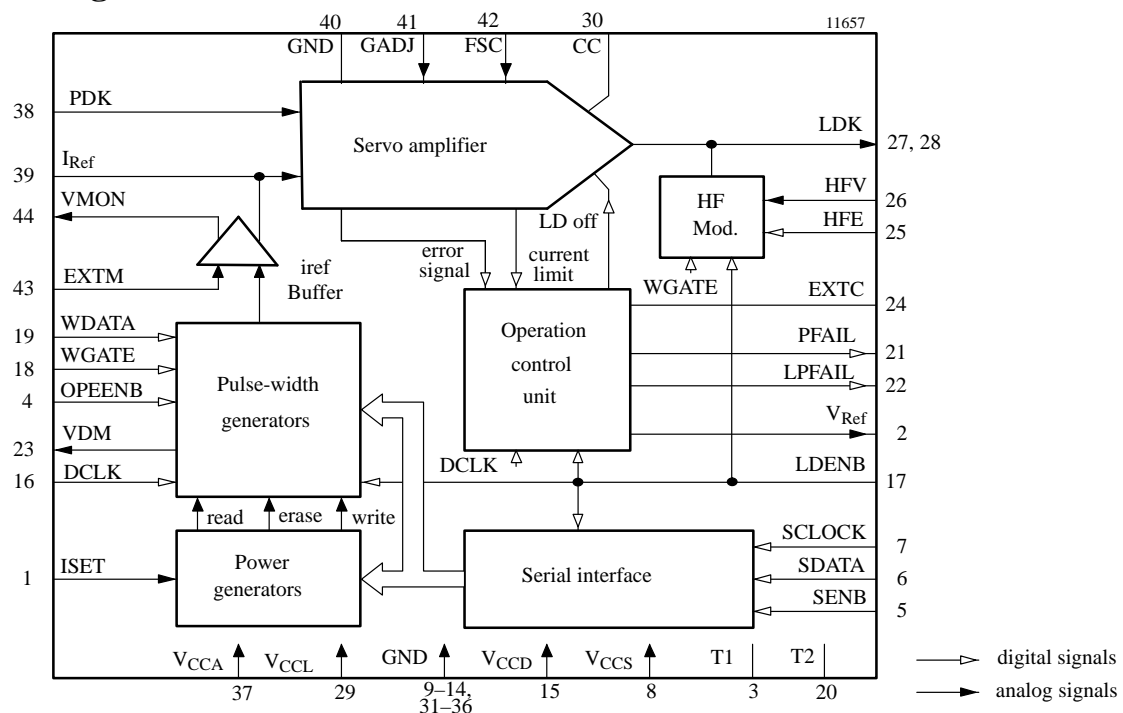 40 41 42 30 11657
GND GADJ FSC CC
38 PDK
Servo amplifier
LDK 27, 28
39 IRef
44 VMON
HF
Mod.
HFV 26
HFE 25
LD off
error
signal
current
limit
WGATE
43 EXTM
iref
Buffer
EXTC 24
19 WDATA
18 WGATE
4 OPEENB
23 VDM
16 DCLK
Pulse-width
generators
Operation
control
unit
PFAIL 21
LPFAIL 22
VRef 2
DCLK
LDENB 17
read erase write
1 ISET
Power
generators
Serial interface
SCLOCK 7
SDATA 6
SENB 5
VCCA VCCL GND VCCD VCCS T1 T2
37 29 9–14, 15 8 3 20
31–36
digital signals
analog signals